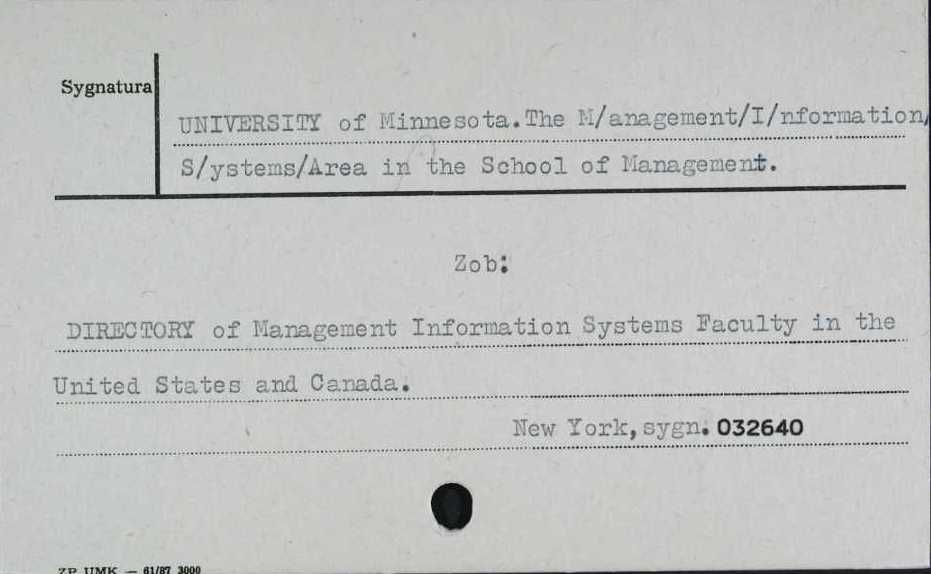 Sygnatura
UNIVERSITY of Minnesota.The M/anagement/I/nformation/
S/ystems/Area in the School of Management.
Zob:
DIRECTORY of Management Information Systems Faculty in the
United States and Canada.
New York,sygn. 032640
ZP UMK — 61/87 3000